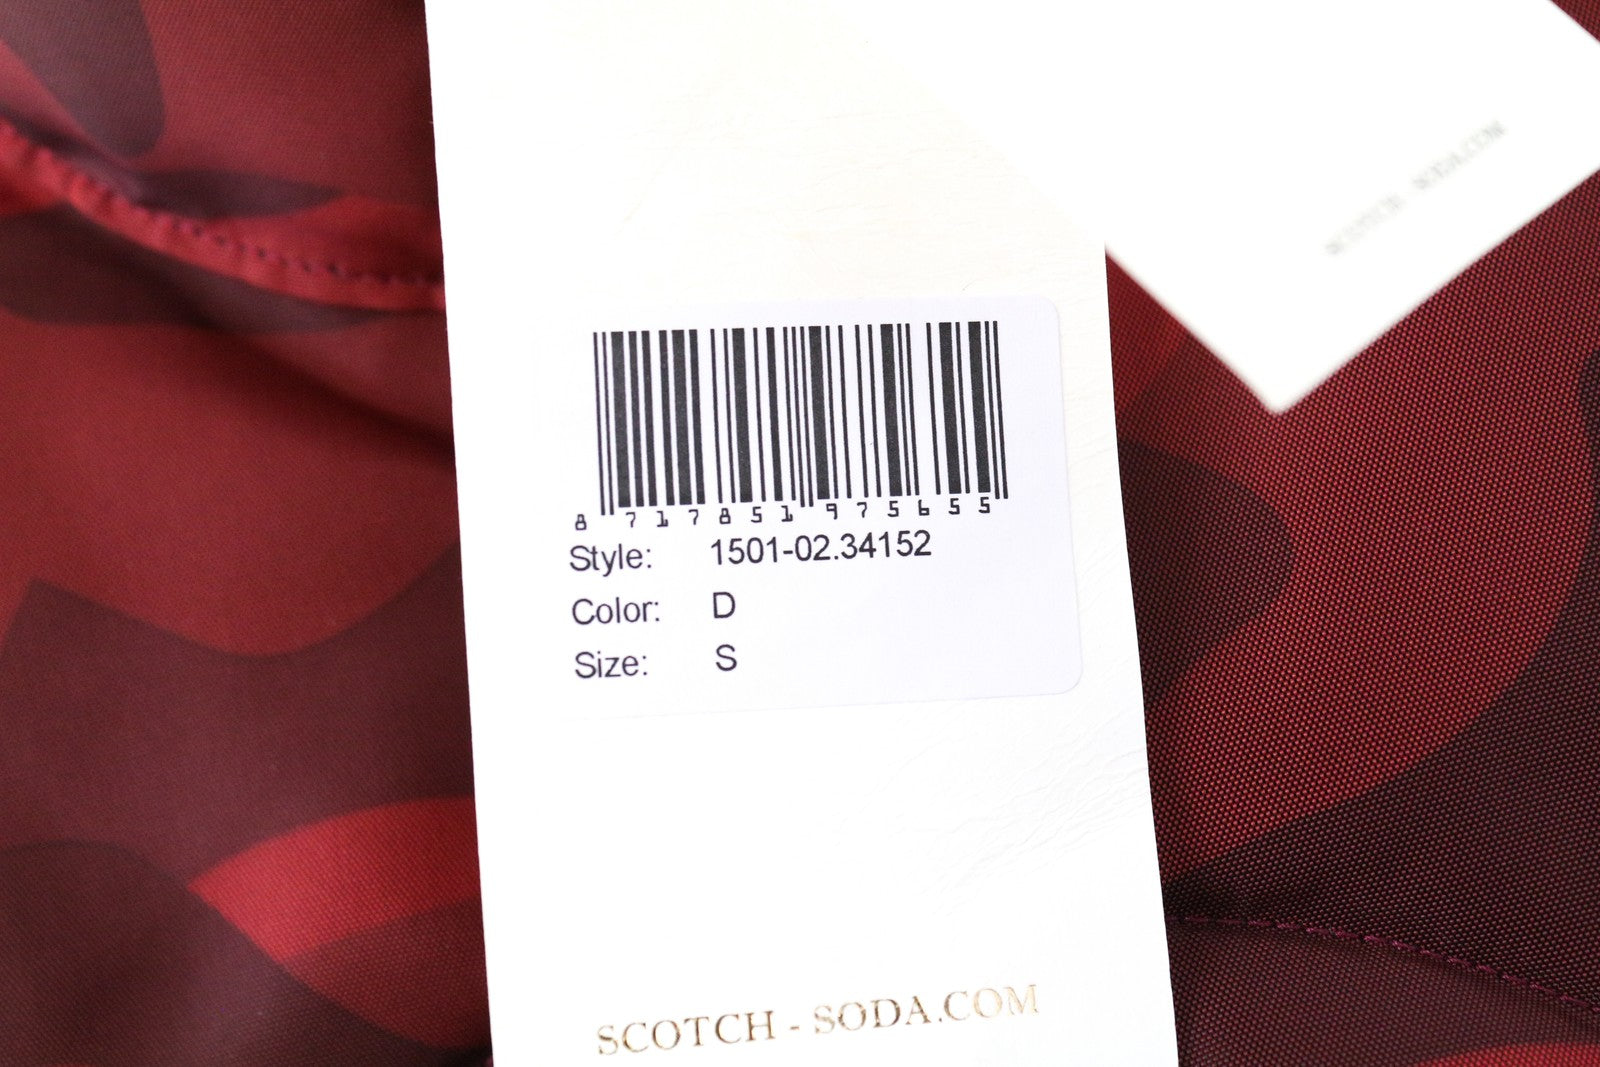 SCOTCH - SODA.COM
8 717851 975655
Style: 1501-02.34152
Color: D
Size: S
SCOTCH - SODA.COM